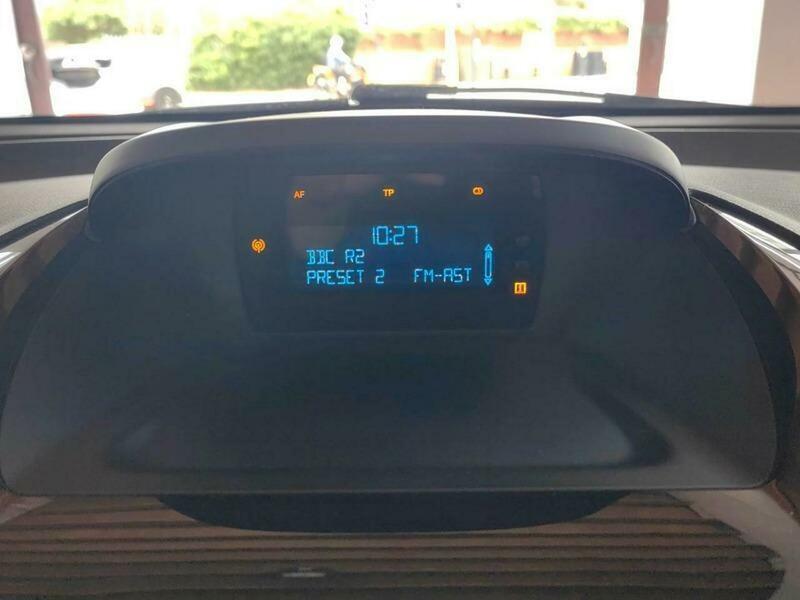 AF TP
10:27
BBC R2
PRESET 2 FM-AST